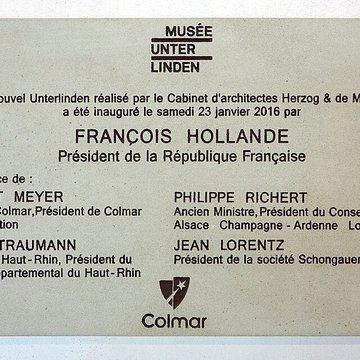 MUSÉE
UNTER
LINDEN
ouvel Unterlinden réalisé par le Cabinet d'architectes Herzog & de M
a été inauguré le samedi 23 janvier 2016 par
FRANÇOIS HOLLANDE
Président de la République Française
ce de :
T MEYER
Colmar, Président de Colmar
tion
PHILIPPE RICHERT
Ancien Ministre, Président du Conse
Alsace Champagne - Ardenne Lo
TRAUMANN
Haut - Rhin, Président du
épartemental du Haut - Rhin
JEAN LORENTZ
Président de la société Schongauer
Colmar